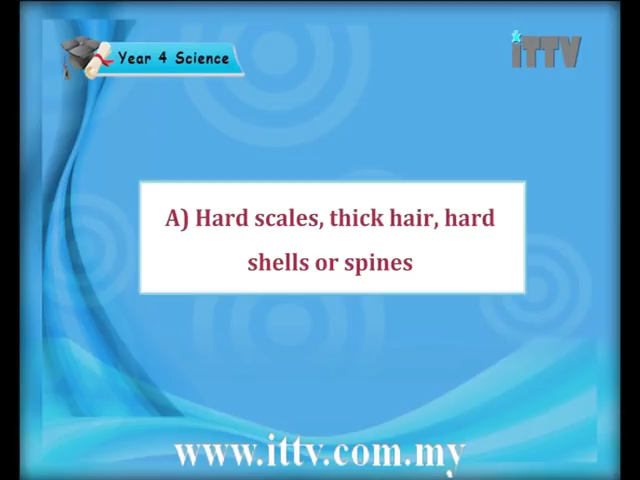 Year 4 Science
iTTV
A) Hard scales, thick hair, hard
shells or spines
www.ittv.com.my